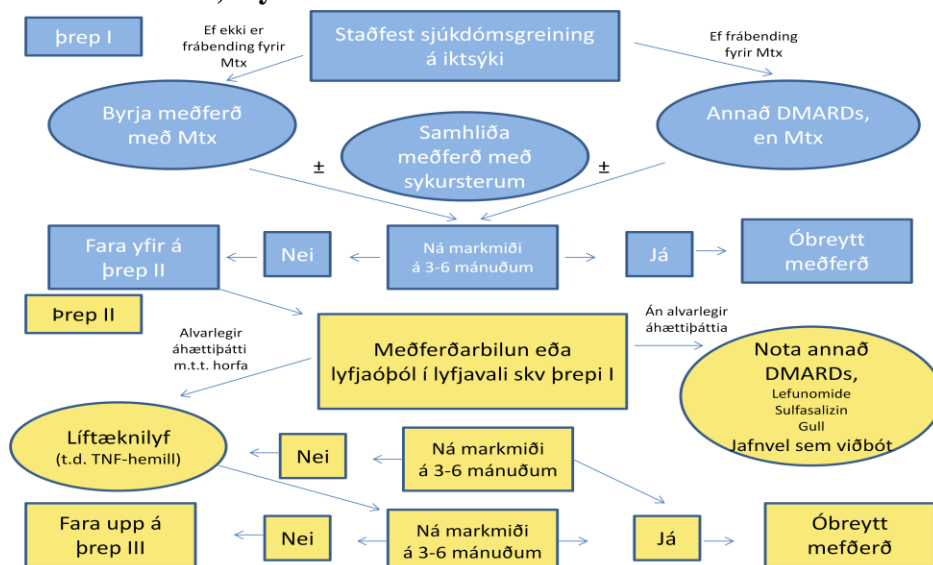 þrep I
Ef ekki er
frábending fyrir
Mtx
Staðfest sjúkdómsgreining
á iktsýki
Ef frábending
fyrir Mtx
Byrja meðferð
með Mtx
Samhliða
meðferð með
sykursterum
Annað DMARDs,
en Mtx
±
±
Fara yfir á
þrep II
Nei
Ná markmiði
á 3-6 mánuðum
Já
Óbreytt
meðferð
Þrep II
Alvarlegir
áhættiþátti
m.t.t. horfa
Meðferðarbilun eða
lyfjaóþól í lyfjavali skv þrepi I
Án alvarlegir
áhættiþáttia
Nota annað
DMARDs,
Lefunomide
Sulfasalizin
Gull
Jafnvel sem viðbót
Líftæknilyf
(t.d. TNF-hemill)
Nei
Ná markmiði
á 3-6 mánuðum
Fara upp á
þrep III
Nei
Ná markmiði
á 3-6 mánuðum
Já
Óbreytt
mefðerð